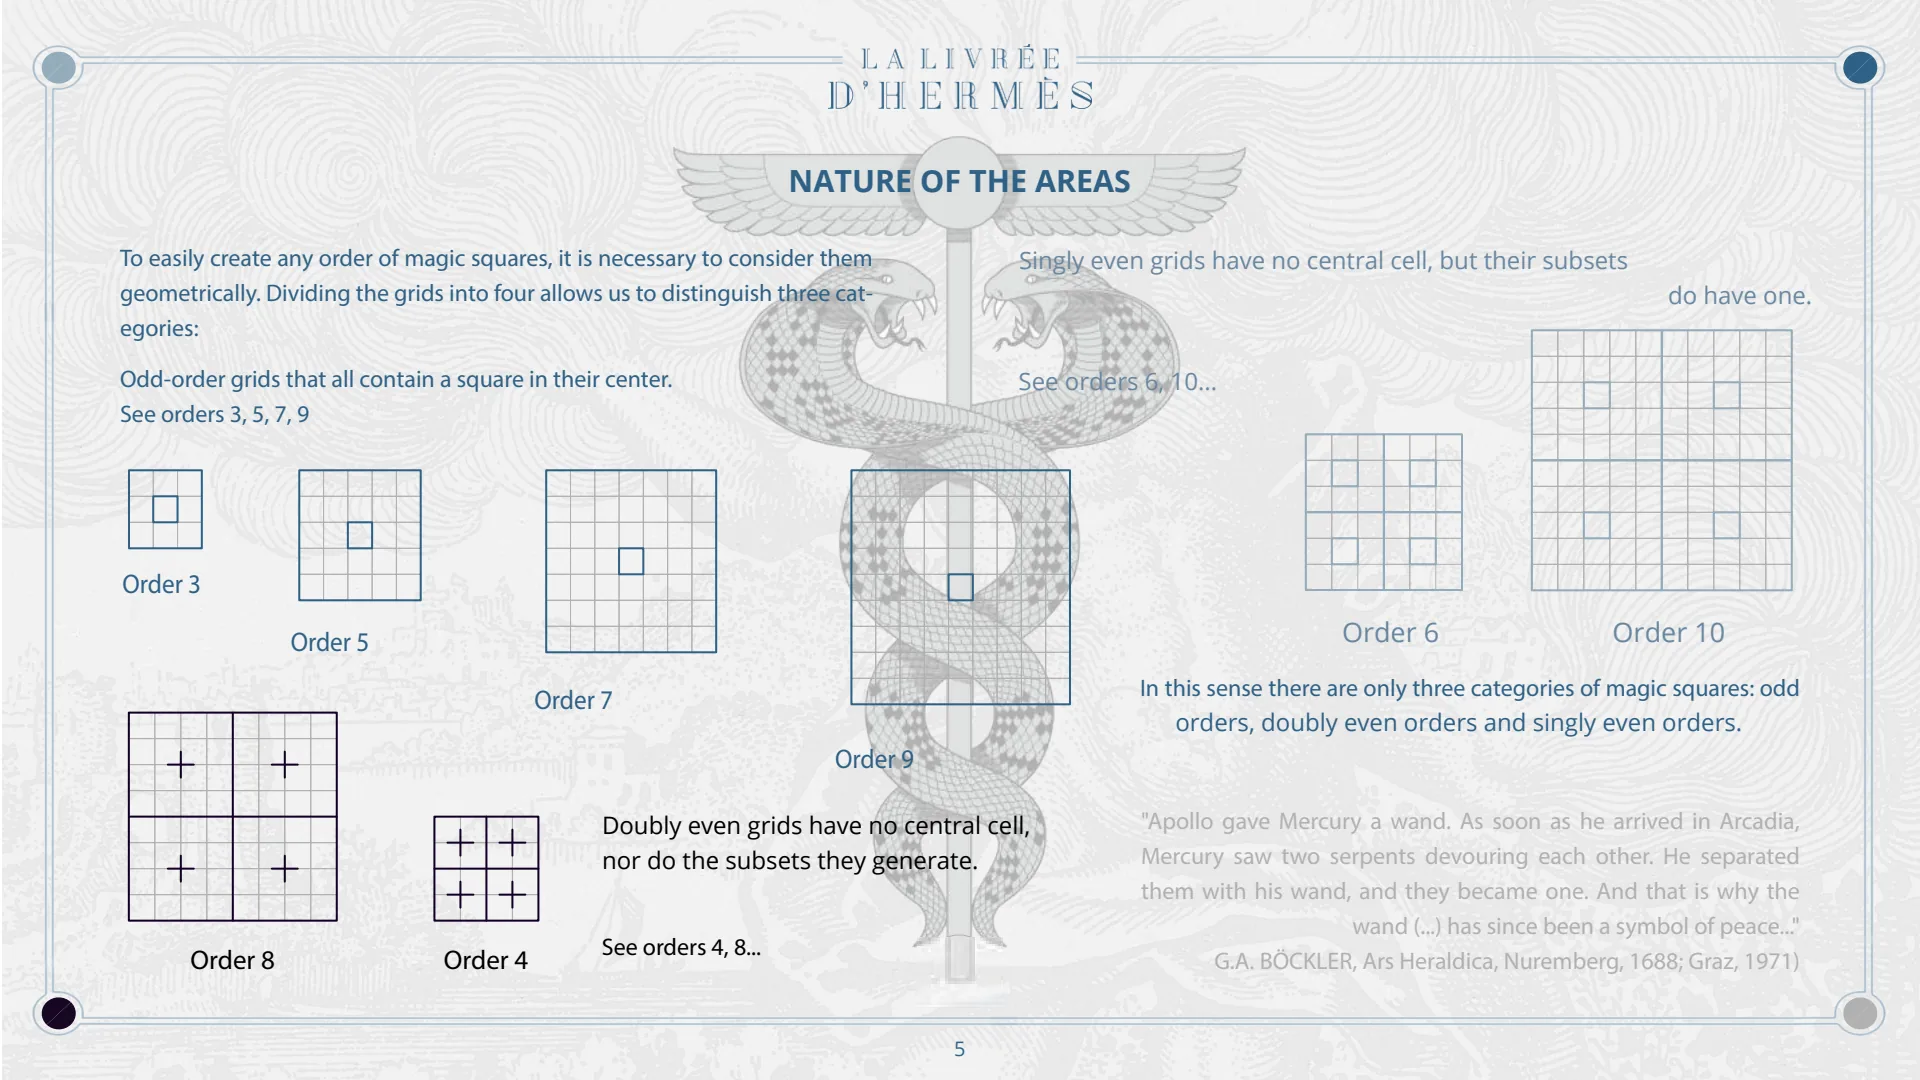 LA LIVRÉE
D'HERMÈS
NATURE OF THE AREAS
To easily create any order of magic squares, it is necessary to consider them
geometrically. Dividing the grids into four allows us to distinguish three cat-
egories:
Odd-order grids that all contain a square in their center.
See orders 3, 5, 7, 9
Order 3
Order 5
Order 7
Order 9
Order 8
Order 4
Doubly even grids have no central cell,
nor do the subsets they generate.
See orders 4, 8...
Singly even grids have no central cell, but their subsets
do have one.
See orders 6, 10...
Order 6
Order 10
In this sense there are only three categories of magic squares: odd
orders, doubly even orders and singly even orders.
"Apollo gave Mercury a wand. As soon as he arrived in Arcadia,
Mercury saw two serpents devouring each other. He separated
them with his wand, and they became one. And that is why the
wand (...) has since been a symbol of peace..."
G.A. BÖCKLER, Ars Heraldica, Nuremberg, 1688; Graz, 1971)
5